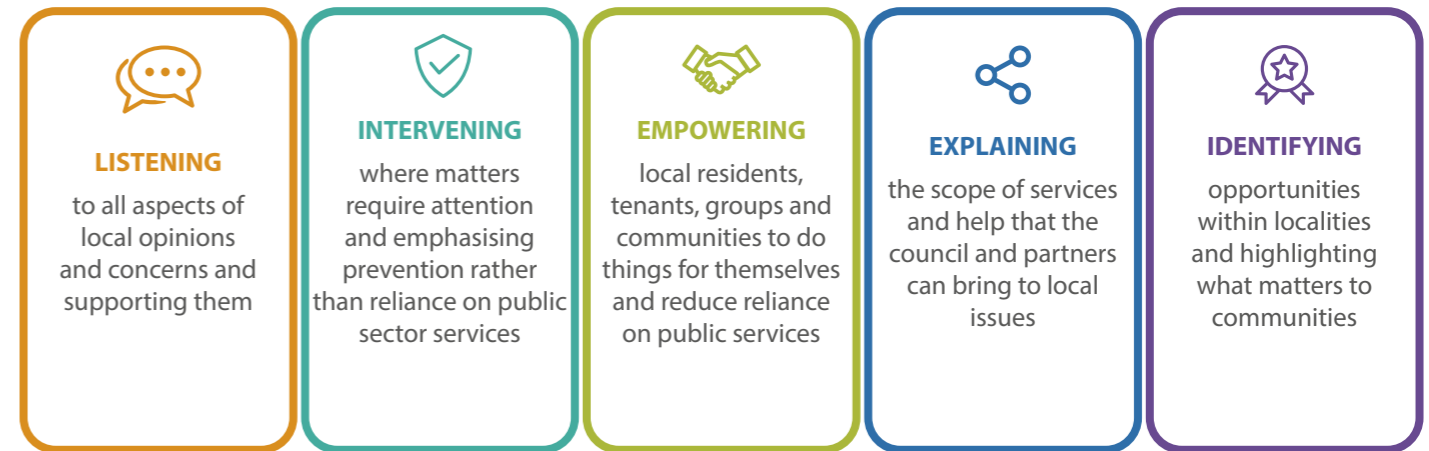 LISTENING
to all aspects of
local opinions
and concerns and
supporting them
INTERVENING
where matters
require attention
and emphasising
prevention rather
than reliance on public
sector services
EMPOWERING
local residents,
tenants, groups and
communities to do
things for themselves
and reduce reliance
on public services
EXPLAINING
the scope of services
and help that the
council and partners
can bring to local
issues
IDENTIFYING
opportunities
within localities
and highlighting
what matters to
communities